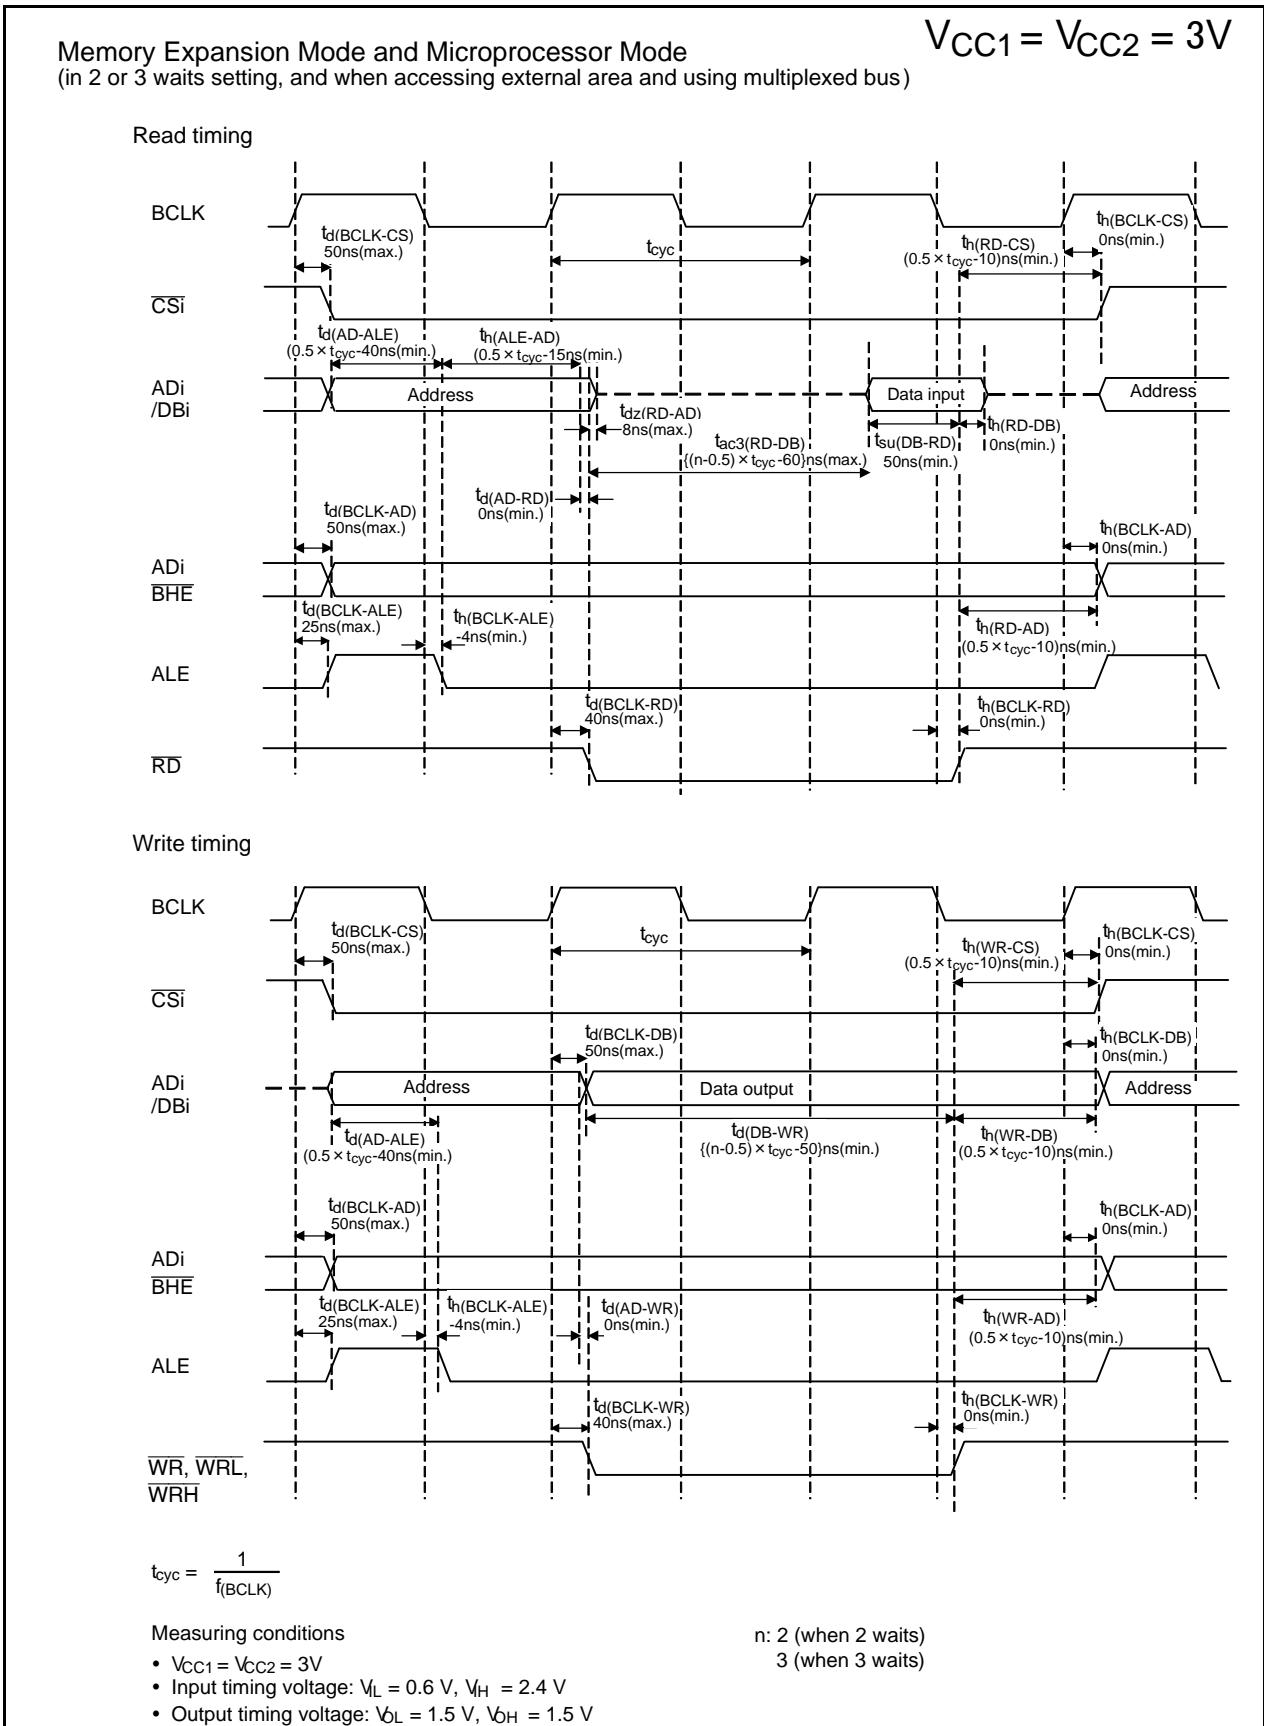 VCC1 = VCC2 = 3V
Memory Expansion Mode and Microprocessor Mode
(in 2 or 3 waits setting, and when accessing external area and using multiplexed bus)
Read timing
BCLK
td(BCLK-CS)
50ns(max.)
tcyc
th(RD-CS)
(0.5 × tcyc-10)ns(min.)
th(BCLK-CS)
0ns(min.)
CSi
td(AD-ALE)
(0.5 × tcyc-40ns(min.)
th(ALE-AD)
(0.5 × tcyc-15ns(min.)
ADi
/DBi
Address
Data input
Address
tdz(RD-AD)
8ns(max.)
tac3(RD-DB)
{(n-0.5) × tcyc-60}ns(max.)
tsu(DB-RD)
50ns(min.)
th(RD-DB)
0ns(min.)
td(AD-RD)
0ns(min.)
td(BCLK-AD)
50ns(max.)
th(BCLK-AD)
0ns(min.)
ADi
BHE
td(BCLK-ALE)
25ns(max.)
th(BCLK-ALE)
-4ns(min.)
th(RD-AD)
(0.5 × tcyc-10)ns(min.)
ALE
td(BCLK-RD)
40ns(max.)
th(BCLK-RD)
0ns(min.)
RD
Write timing
BCLK
td(BCLK-CS)
50ns(max.)
tcyc
th(WR-CS)
(0.5 × tcyc-10)ns(min.)
th(BCLK-CS)
0ns(min.)
CSi
td(BCLK-DB)
50ns(max.)
th(BCLK-DB)
0ns(min.)
ADi
/DBi
Address
Data output
Address
td(AD-ALE)
(0.5 × tcyc-40ns(min.)
td(DB-WR)
{(n-0.5) × tcyc-50}ns(min.)
th(WR-DB)
(0.5 × tcyc-10)ns(min.)
td(BCLK-AD)
50ns(max.)
th(BCLK-AD)
0ns(min.)
ADi
BHE
td(BCLK-ALE)
25ns(max.)
th(BCLK-ALE)
-4ns(min.)
td(AD-WR)
0ns(min.)
th(WR-AD)
(0.5 × tcyc-10)ns(min.)
ALE
td(BCLK-WR)
40ns(max.)
th(BCLK-WR)
0ns(min.)
WR, WRL,
WRH
tcyc = 1
f(BCLK)
Measuring conditions
• VCC1 = VCC2 = 3V
• Input timing voltage: VIL = 0.6 V, VIH = 2.4 V
• Output timing voltage: VOL = 1.5 V, VOH = 1.5 V
n: 2 (when 2 waits)
3 (when 3 waits)